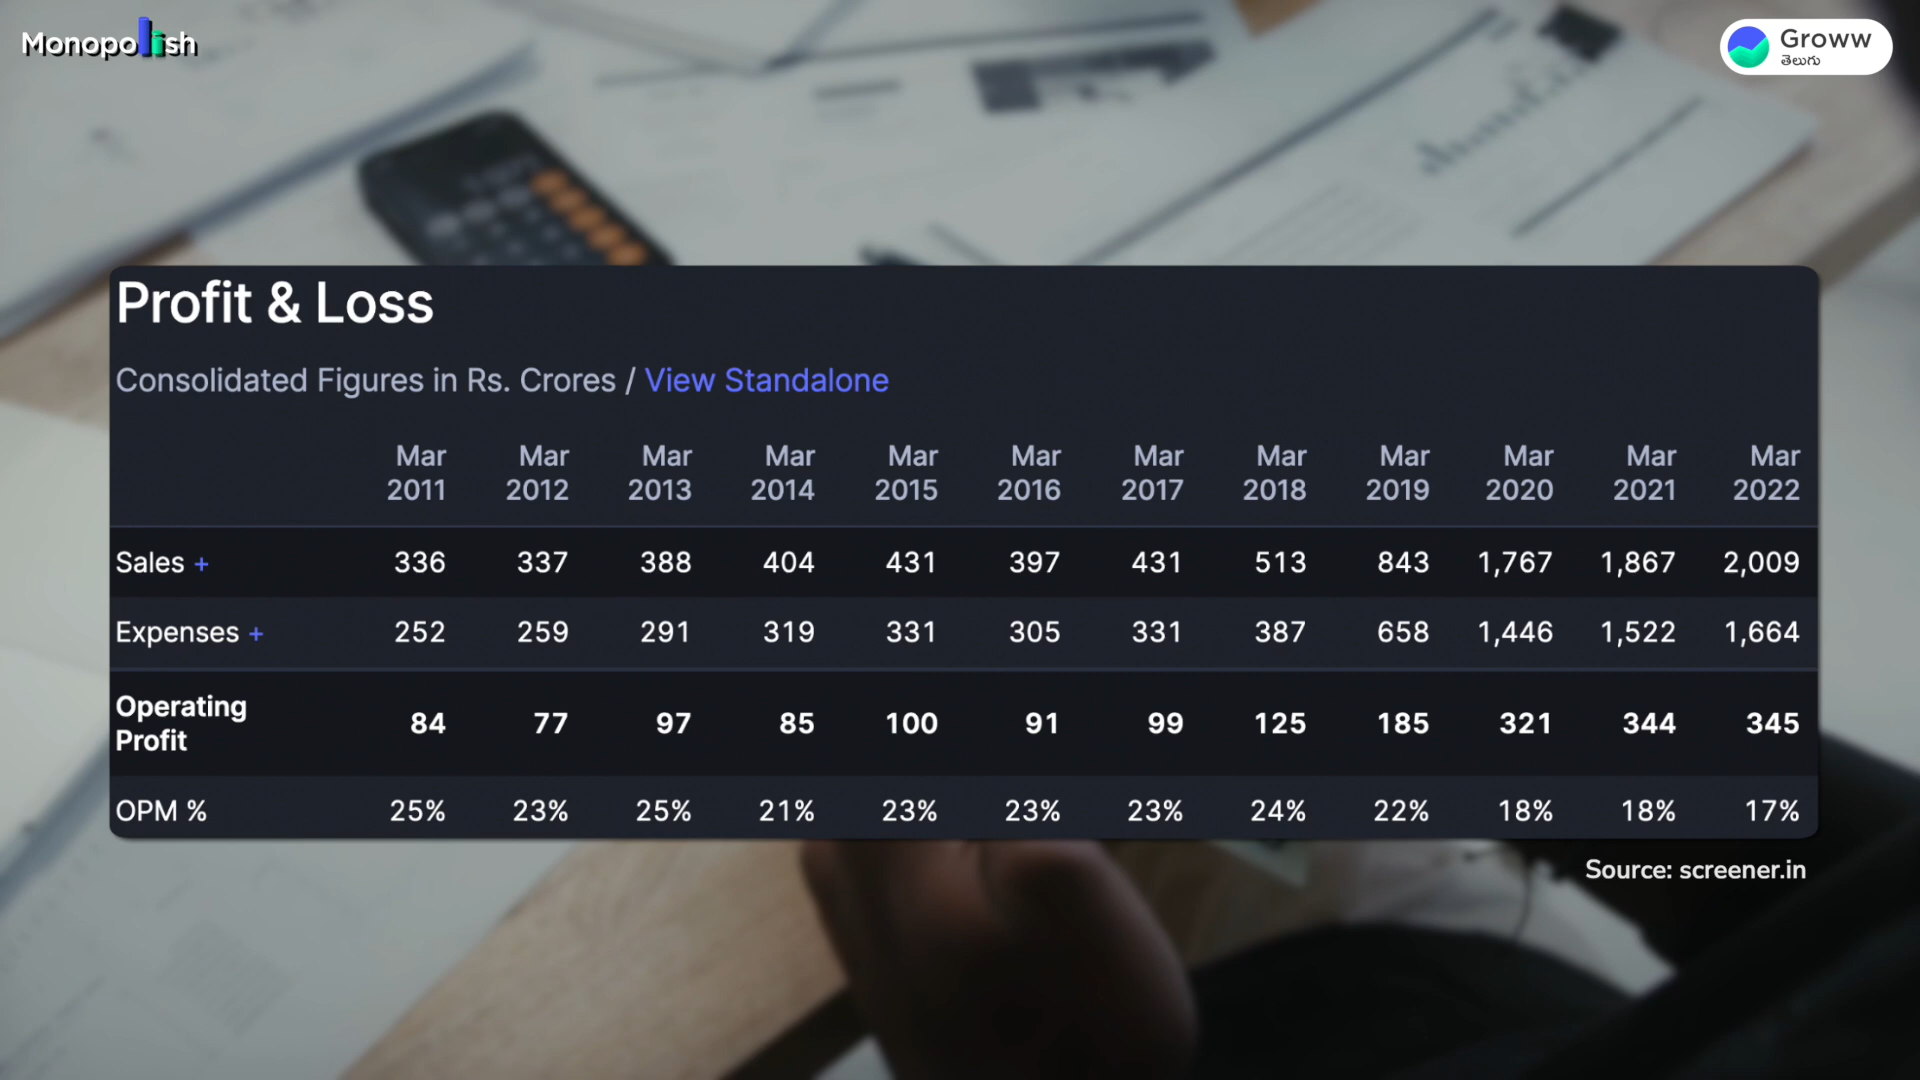 Monopolish
Groww
తెలుగు
Profit & Loss
Consolidated Figures in Rs. Crores / View Standalone
Mar 2011 Mar 2012 Mar 2013 Mar 2014 Mar 2015 Mar 2016 Mar 2017 Mar 2018 Mar 2019 Mar 2020 Mar 2021 Mar 2022
Sales + 336 337 388 404 431 397 431 513 843 1,767 1,867 2,009
Expenses + 252 259 291 319 331 305 331 387 658 1,446 1,522 1,664
Operating Profit 84 77 97 85 100 91 99 125 185 321 344 345
OPM % 25% 23% 25% 21% 23% 23% 23% 24% 22% 18% 18% 17%
Source: screener.in